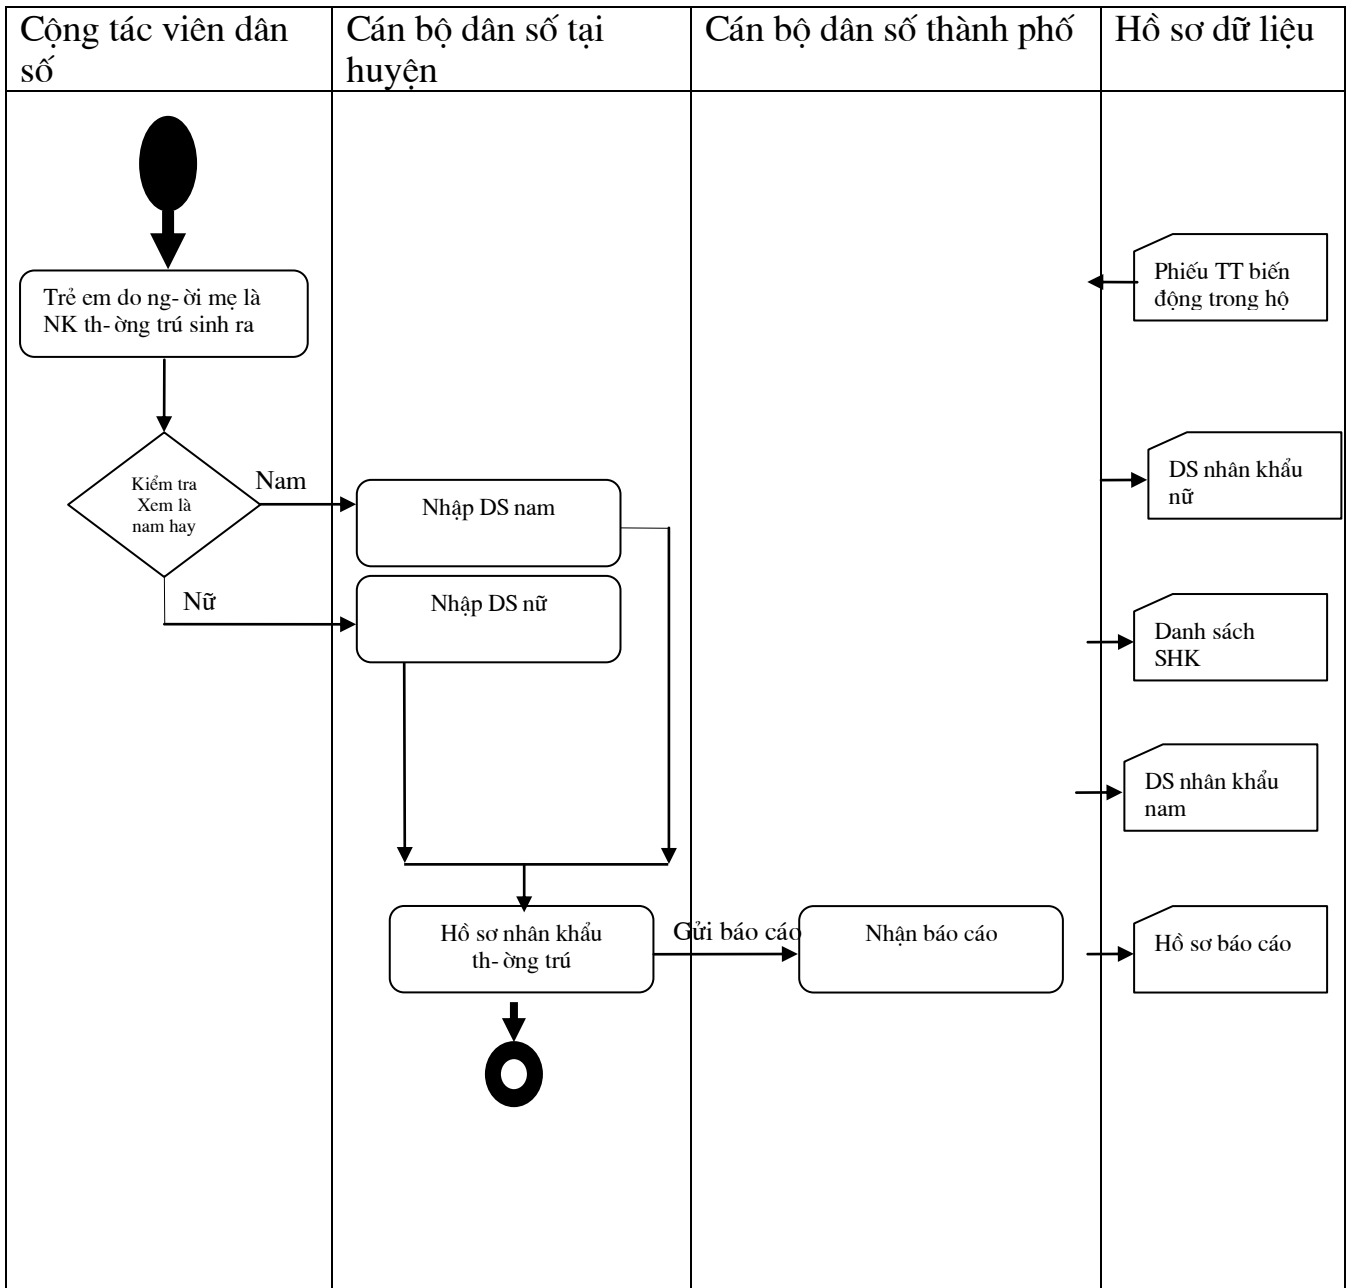 Cộng tác viên dân
số
Cán bộ dân số tại
huyện
Cán bộ dân số thành phố
Hồ sơ dữ liệu
Trẻ em do ng- ời mẹ là
NK th- ờng trú sinh ra
Phiếu TT biến
động trong hộ
Kiểm tra
Xem là
nam hay
Nam
Nhập DS nam
DS nhân khẩu
nữ
Nữ
Nhập DS nữ
Danh sách
SHK
DS nhân khẩu
nam
Hồ sơ nhân khẩu
th- ờng trú
Gửi báo cáo
Nhận báo cáo
Hồ sơ báo cáo